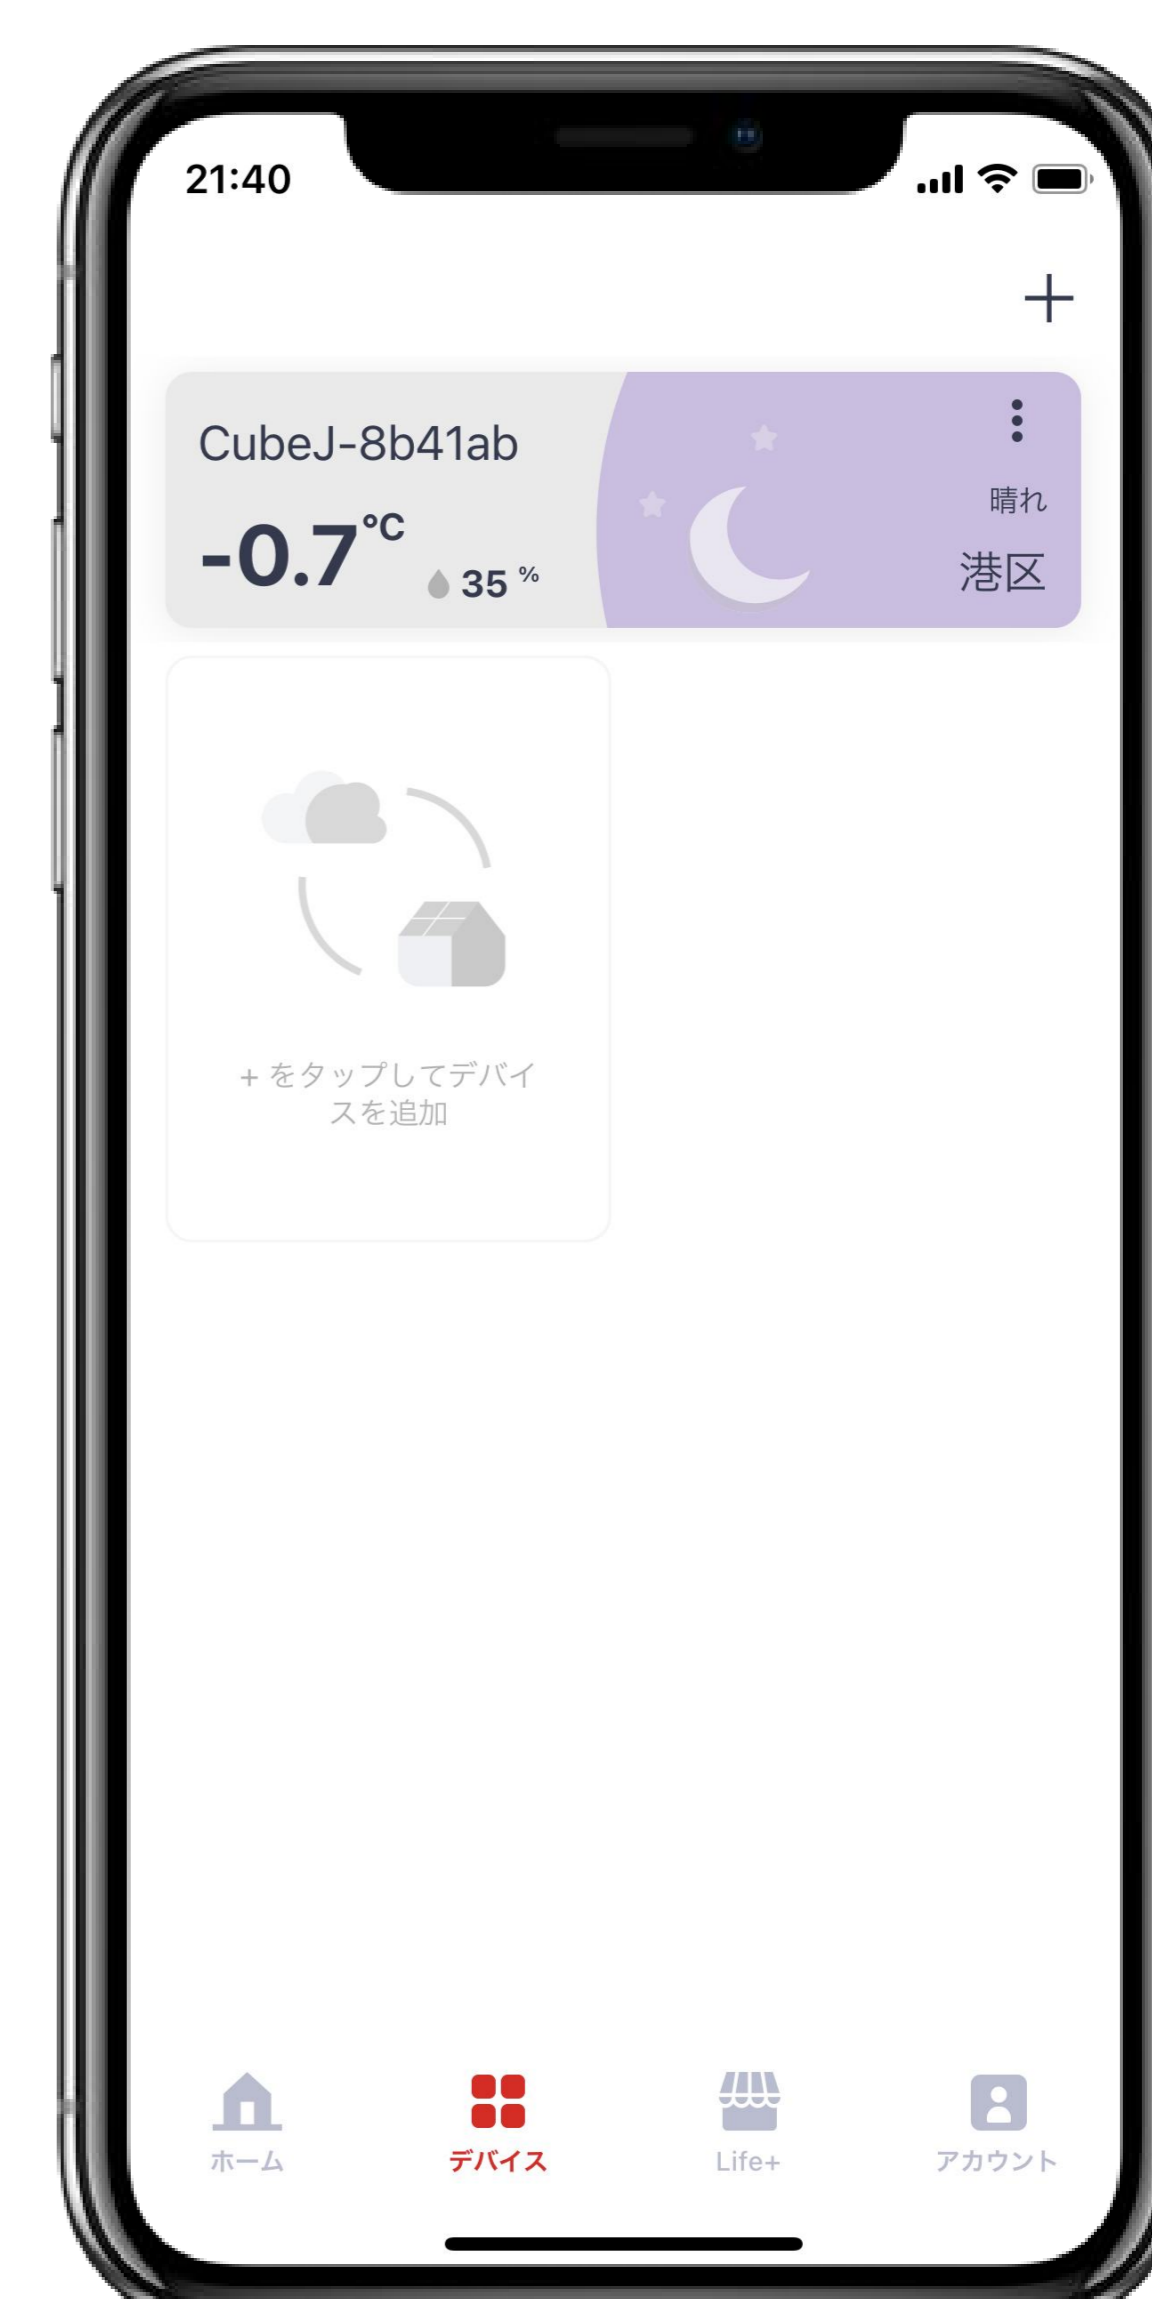 21:40
CubeJ-8b41ab
晴れ
-0.7℃
35 %
港区
+ をタップしてデバイ
スを追加
ホーム
デバイス
Life+
アカウント